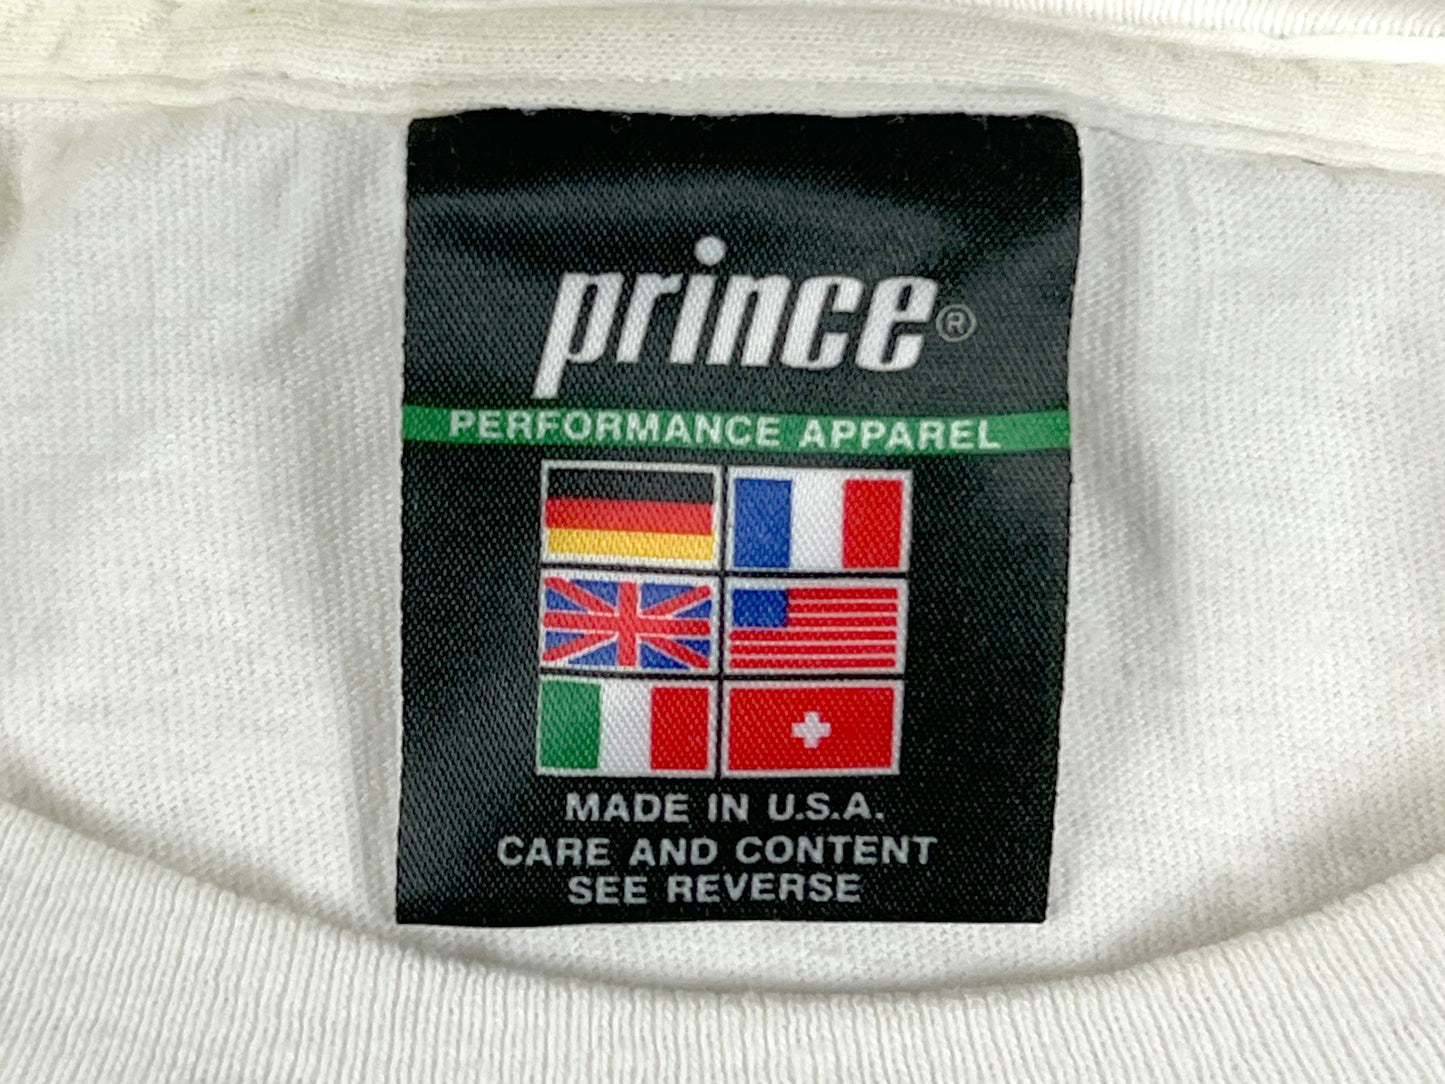 prince®
PERFORMANCE APPAREL
MADE IN U.S.A.
CARE AND CONTENT
SEE REVERSE